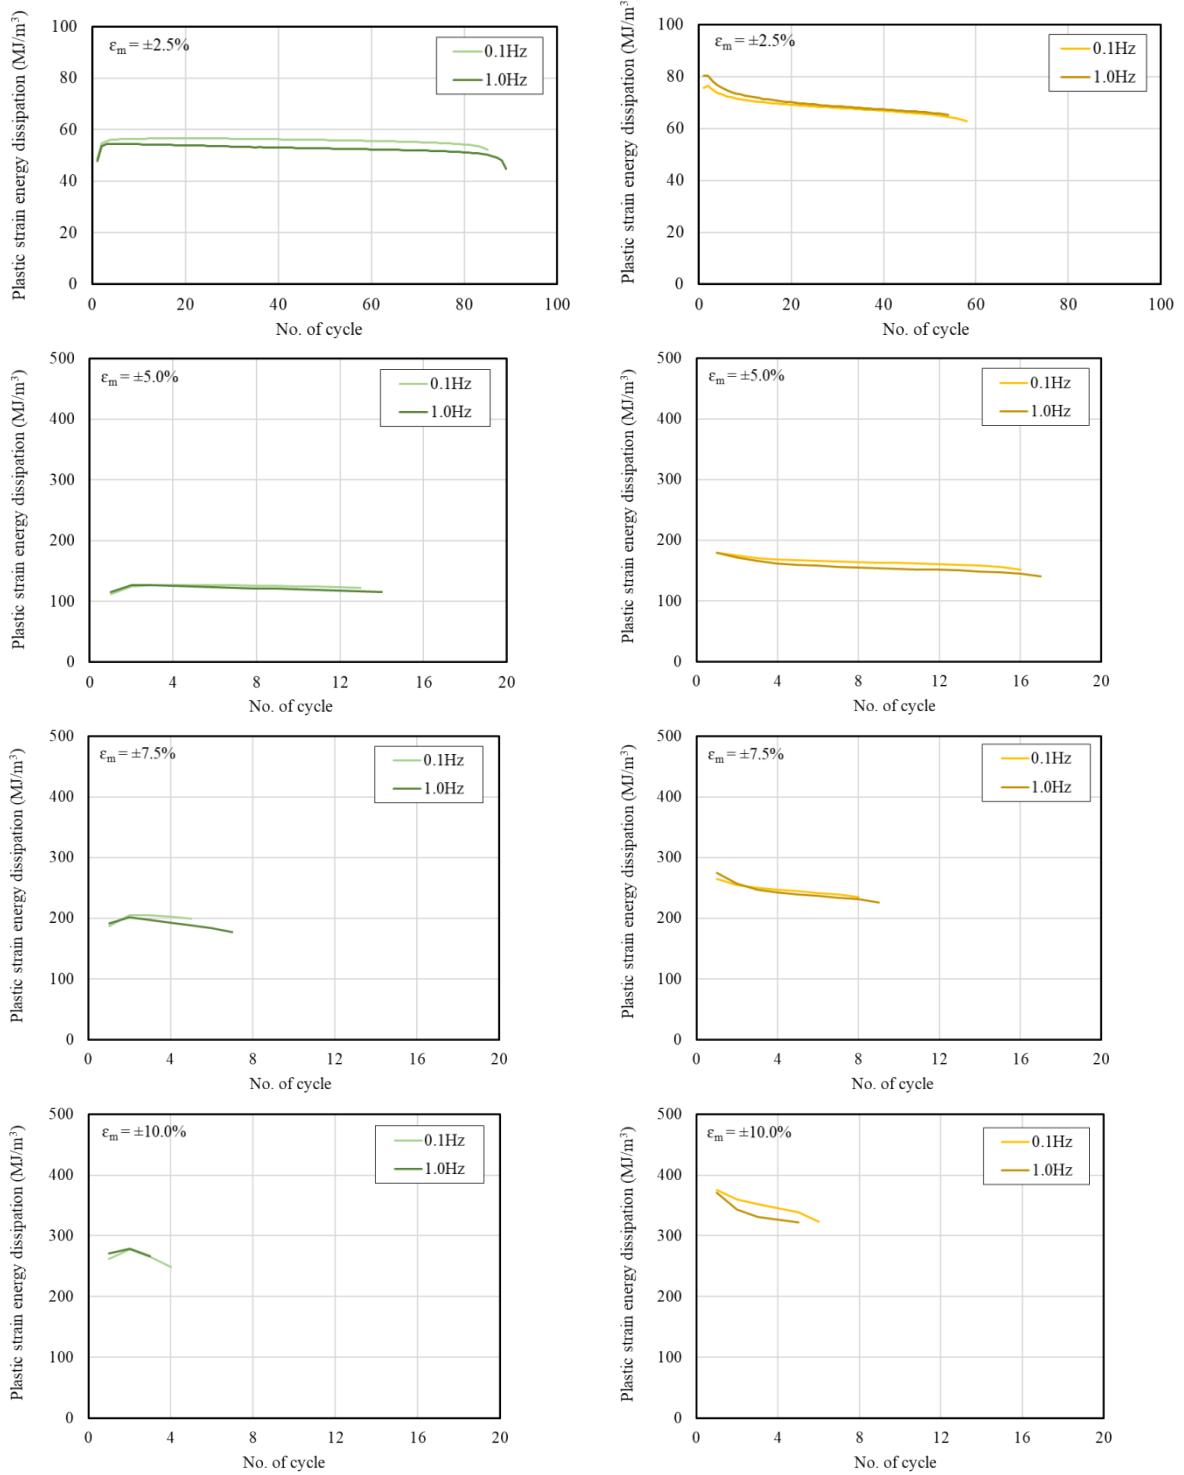 Plastic strain energy dissipation (MJ/m³)
εm = ±2.5%
0.1Hz
1.0Hz
100
80
60
40
20
0
0 20 40 60 80 100
No. of cycle
Plastic strain energy dissipation (MJ/m³)
εm = ±2.5%
0.1Hz
1.0Hz
100
80
60
40
20
0
0 20 40 60 80 100
No. of cycle
Plastic strain energy dissipation (MJ/m³)
εm = ±5.0%
0.1Hz
1.0Hz
500
400
300
200
100
0
0 4 8 12 16 20
No. of cycle
Plastic strain energy dissipation (MJ/m³)
εm = ±5.0%
0.1Hz
1.0Hz
500
400
300
200
100
0
0 4 8 12 16 20
No. of cycle
Plastic strain energy dissipation (MJ/m³)
εm = ±7.5%
0.1Hz
1.0Hz
500
400
300
200
100
0
0 4 8 12 16 20
No. of cycle
Plastic strain energy dissipation (MJ/m³)
εm = ±7.5%
0.1Hz
1.0Hz
500
400
300
200
100
0
0 4 8 12 16 20
No. of cycle
Plastic strain energy dissipation (MJ/m³)
εm = ±10.0%
0.1Hz
1.0Hz
500
400
300
200
100
0
0 4 8 12 16 20
No. of cycle
Plastic strain energy dissipation (MJ/m³)
εm = ±10.0%
0.1Hz
1.0Hz
500
400
300
200
100
0
0 4 8 12 16 20
No. of cycle